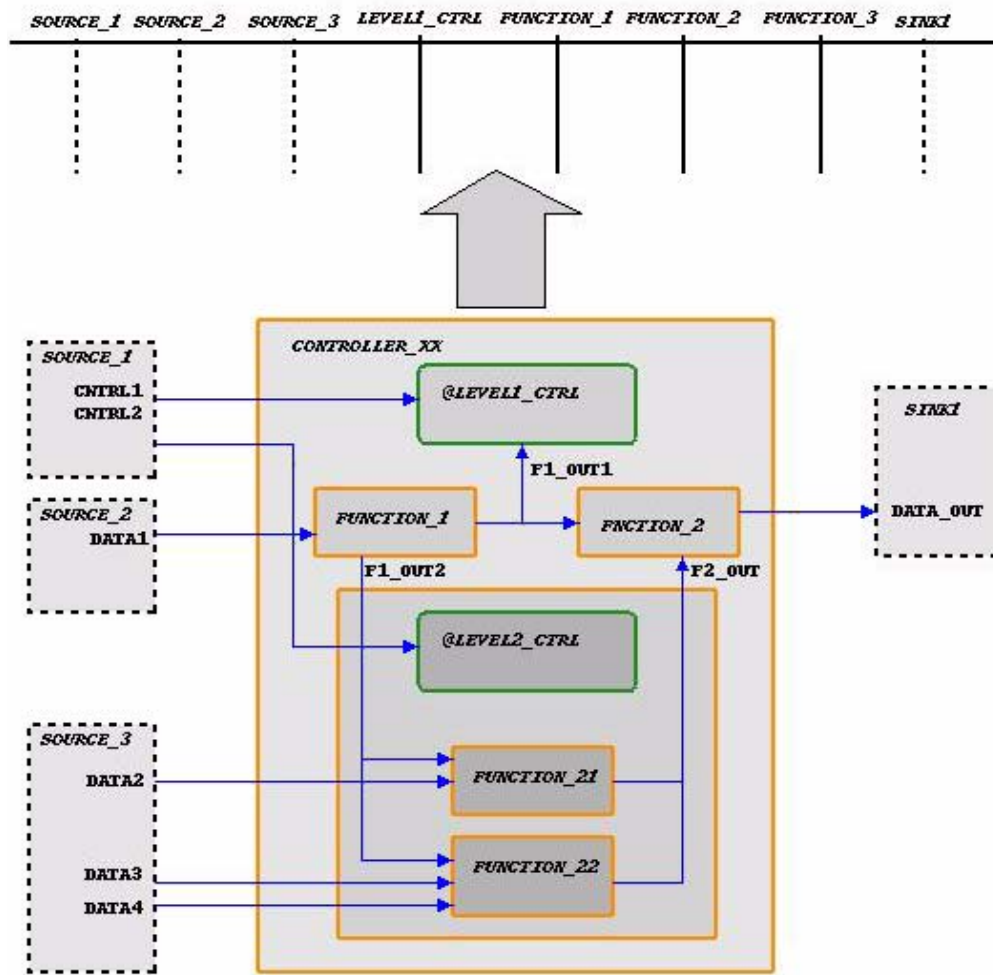 SOURCE_1 SOURCE_2 SOURCE_3 LEVEL1_CTRL FUNCTION_1 FUNCTION_2 FUNCTION_3 SINK1
CONTROLLER_XX
SOURCE_1
CNTRL1
CNTRL2
@LEVEL1_CTRL
SINK1
F1_OUT1
SOURCE_2
DATA1
FUNCTION_1
FNCTION_2
DATA_OUT
F1_OUT2
F2_OUT
@LEVEL2_CTRL
SOURCE_3
DATA2
FUNCTION_21
DATA3
FUNCTION_22
DATA4